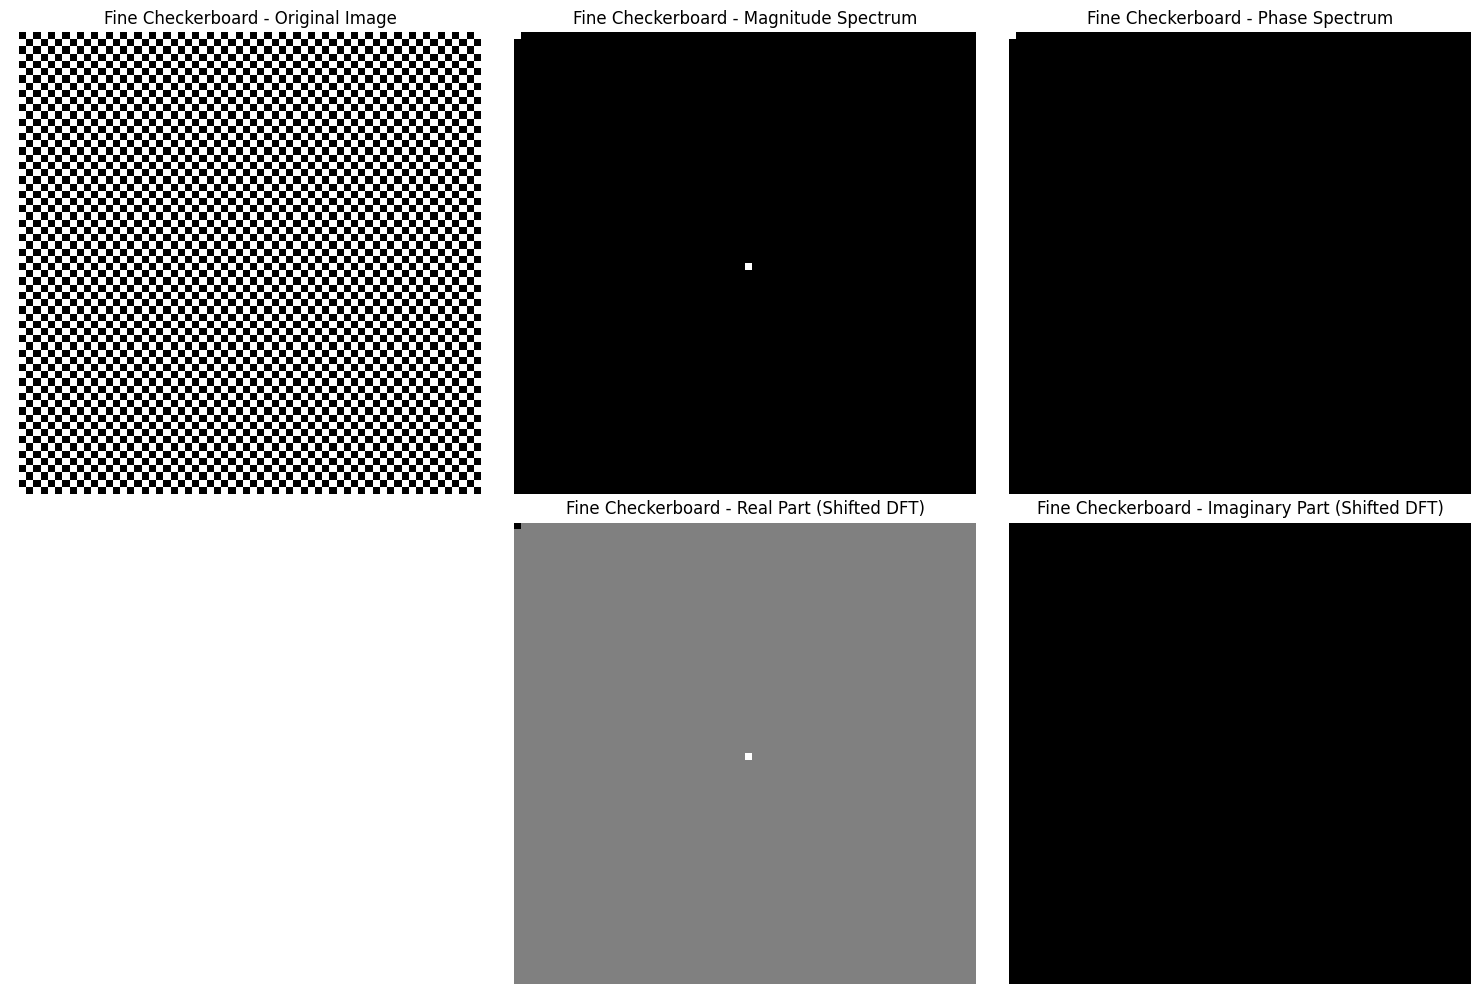 Fine Checkerboard - Original Image
Fine Checkerboard - Magnitude Spectrum
Fine Checkerboard - Phase Spectrum
Fine Checkerboard - Real Part (Shifted DFT)
Fine Checkerboard - Imaginary Part (Shifted DFT)